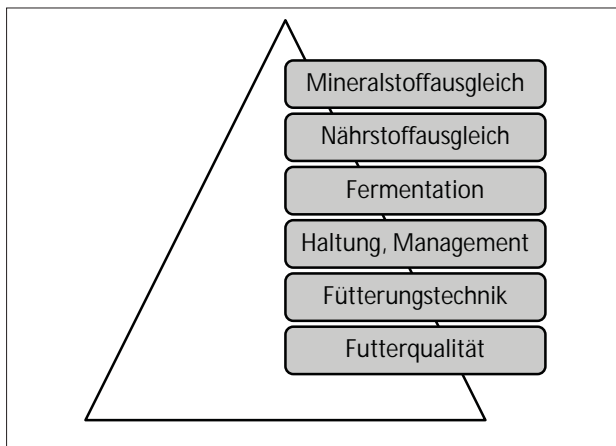 Mineralstoffausgleich
Nährstoffausgleich
Fermentation
Haltung, Management
Fütterungstechnik
Futterqualität